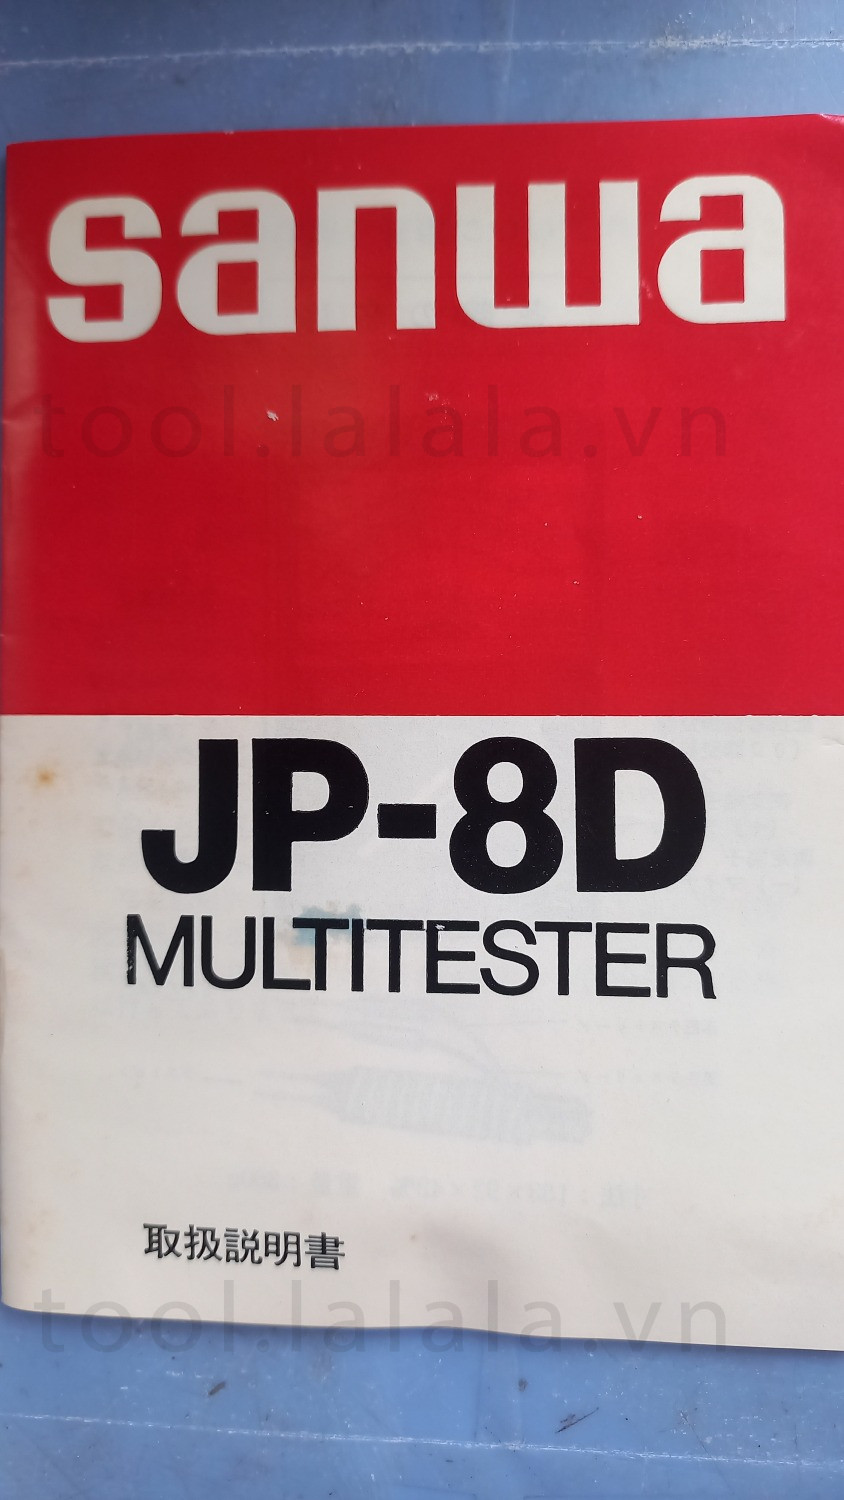 sanwa
tool.lalala.vn
JP-8D
MULTITESTER
取扱説明書
tool.lalala.vn